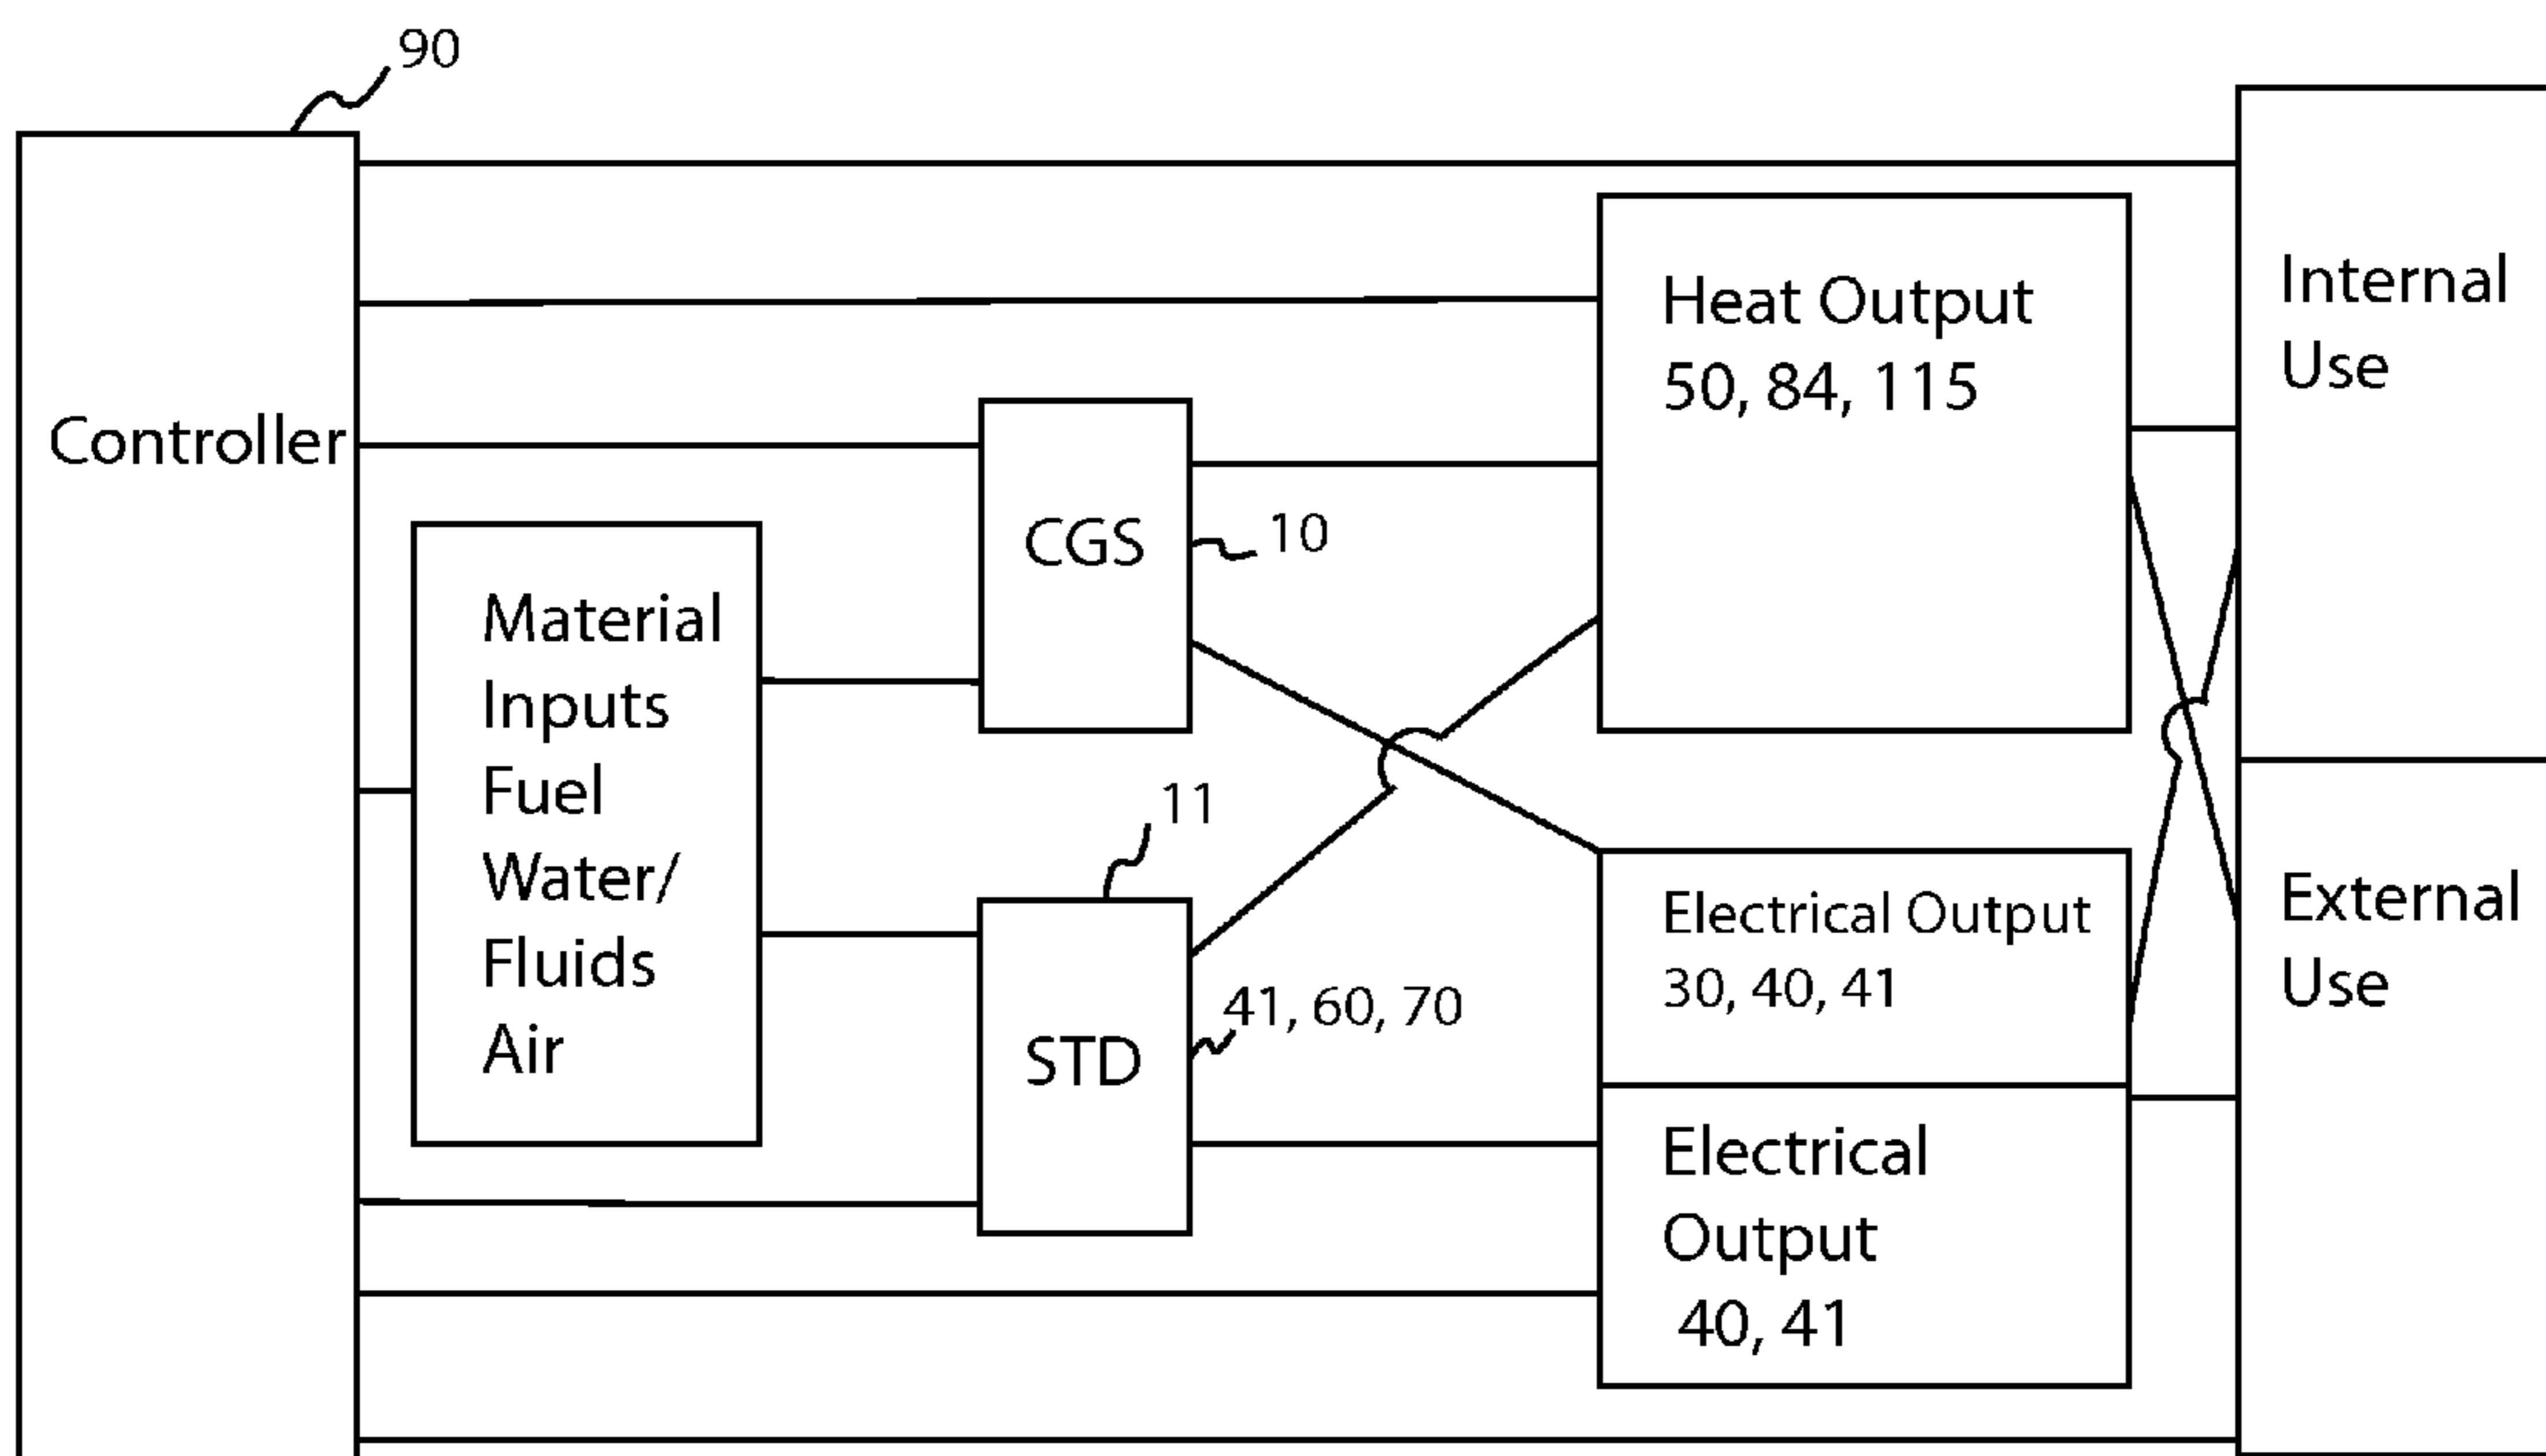 90
Controller
Material
Inputs
Fuel
Water/
Fluids
Air
CGS
10
11
STD
41, 60, 70
Heat Output
50, 84, 115
Electrical Output
30, 40, 41
Electrical
Output
40, 41
Internal
Use
External
Use